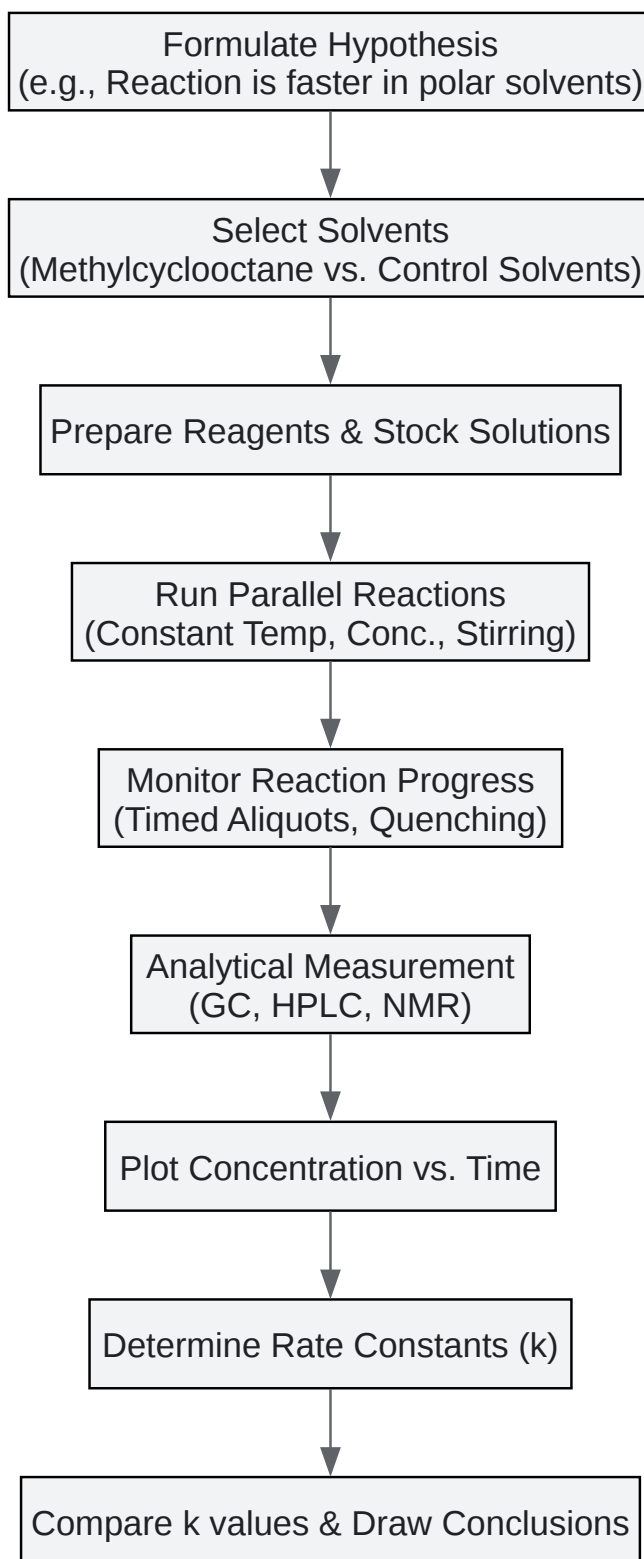 Formulate Hypothesis
(e.g., Reaction is faster in polar solvents)
Select Solvents
(Methylcyclooctane vs. Control Solvents)
Prepare Reagents & Stock Solutions
Run Parallel Reactions
(Constant Temp, Conc., Stirring)
Monitor Reaction Progress
(Timed Aliquots, Quenching)
Analytical Measurement
(GC, HPLC, NMR)
Plot Concentration vs. Time
Determine Rate Constants (k)
Compare k values & Draw Conclusions